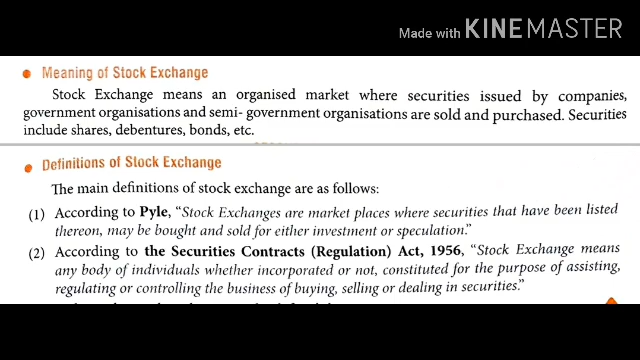 Made with KINEMASTER
• Meaning of Stock Exchange
Stock Exchange means an organised market where securities issued by companies,
government organisations and semi- government organisations are sold and purchased. Securities
include shares, debentures, bonds, etc.
• Definitions of Stock Exchange
The main definitions of stock exchange are as follows:
(1) According to Pyle, “Stock Exchanges are market places where securities that have been listed
thereon, may be bought and sold for either investment or speculation.”
(2) According to the Securities Contracts (Regulation) Act, 1956, “Stock Exchange means
any body of individuals whether incorporated or not, constituted for the purpose of assisting,
regulating or controlling the business of buying, selling or dealing in securities.”